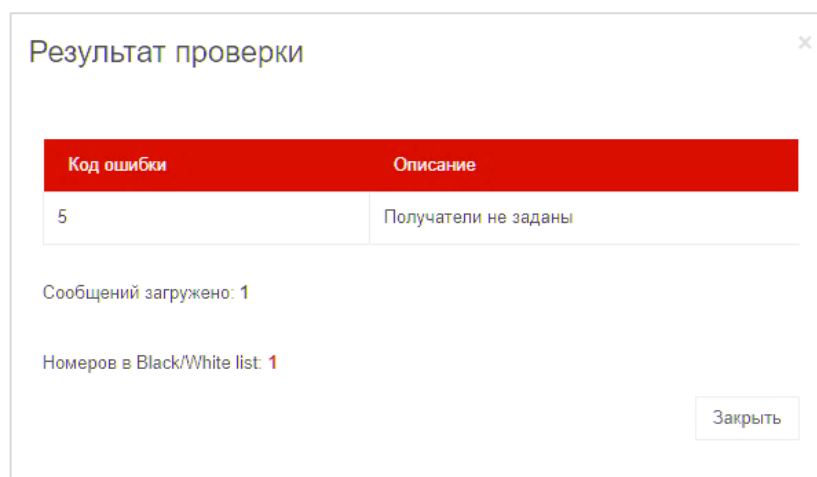 Результат проверки
×
Код ошибки Описание
5 Получатели не заданы
Сообщений загружено: 1
Номеров в Black/White list: 1
Закрыть